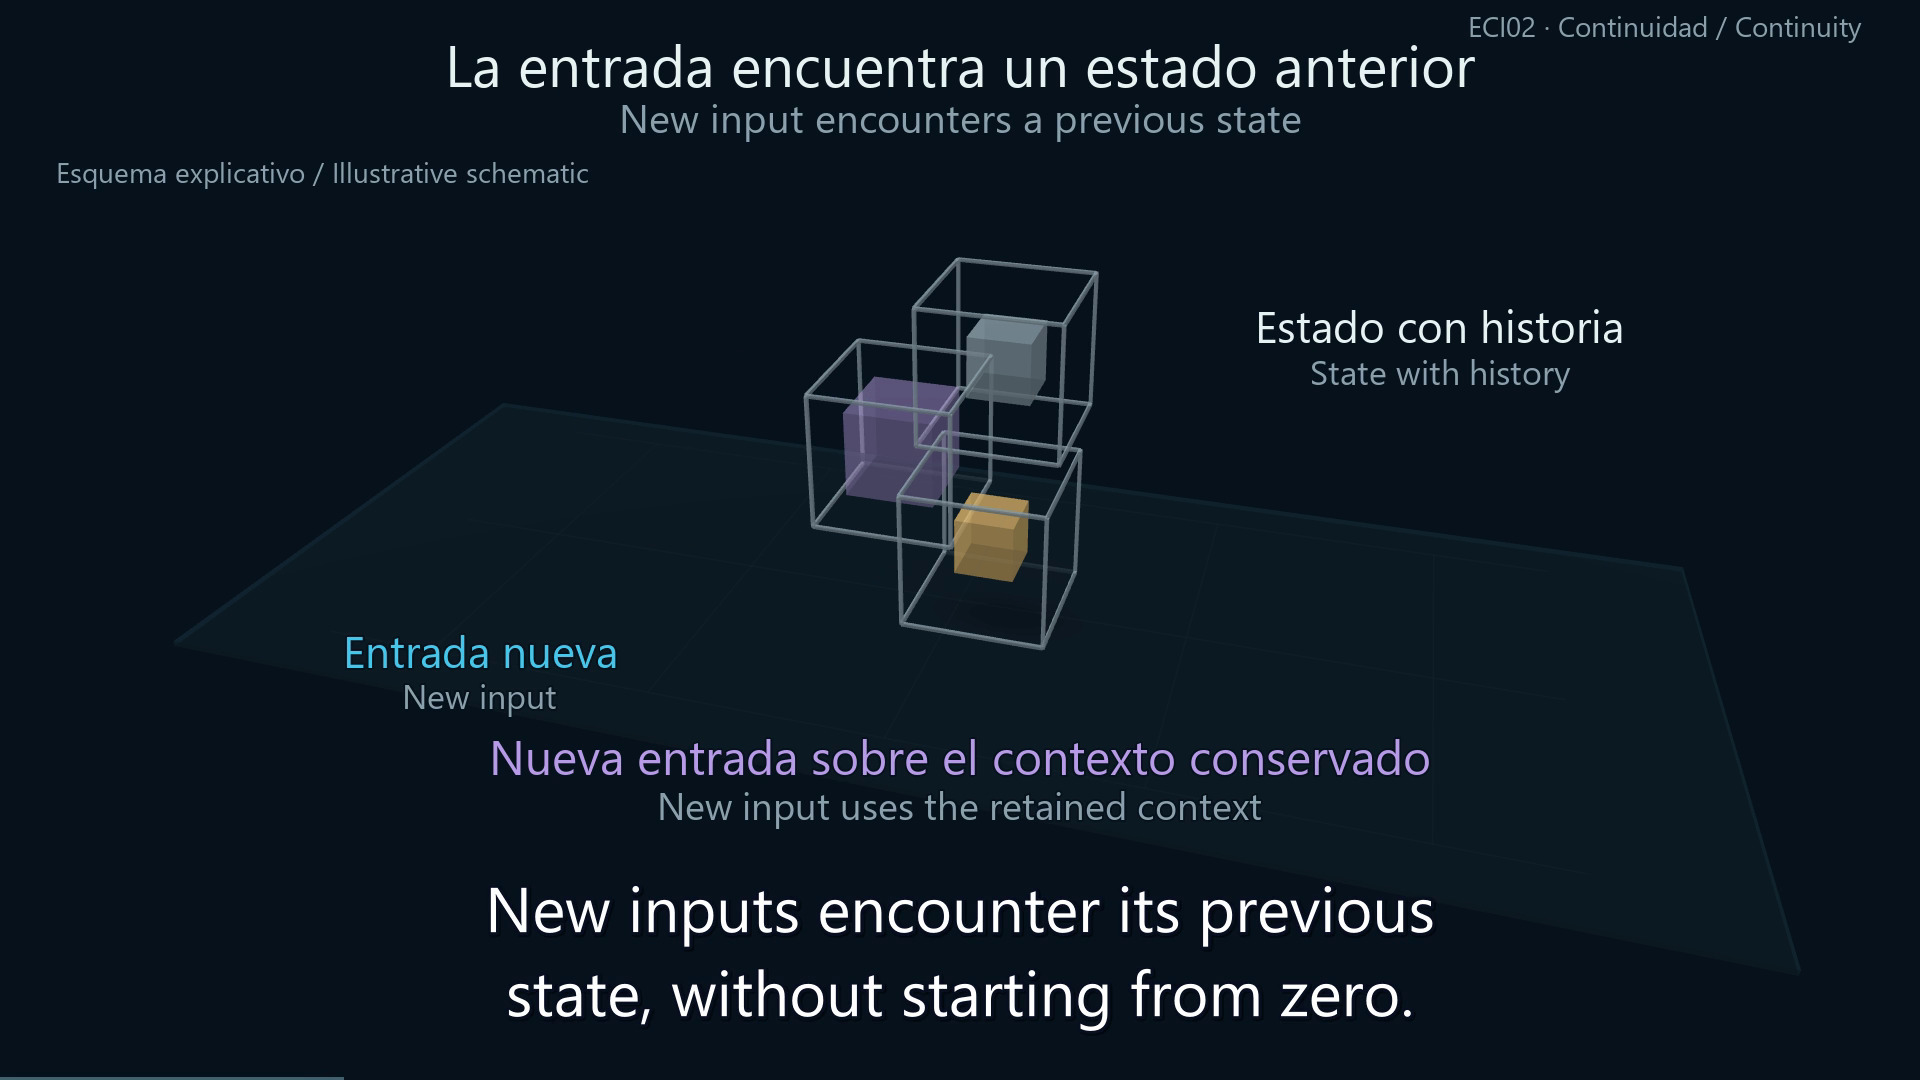 ECI02 · Continuidad / Continuity
La entrada encuentra un estado anterior
New input encounters a previous state
Esquema explicativo / Illustrative schematic
Estado con historia
State with history
Entrada nueva
New input
Nueva entrada sobre el contexto conservado
New input uses the retained context
New inputs encounter its previous
state, without starting from zero.